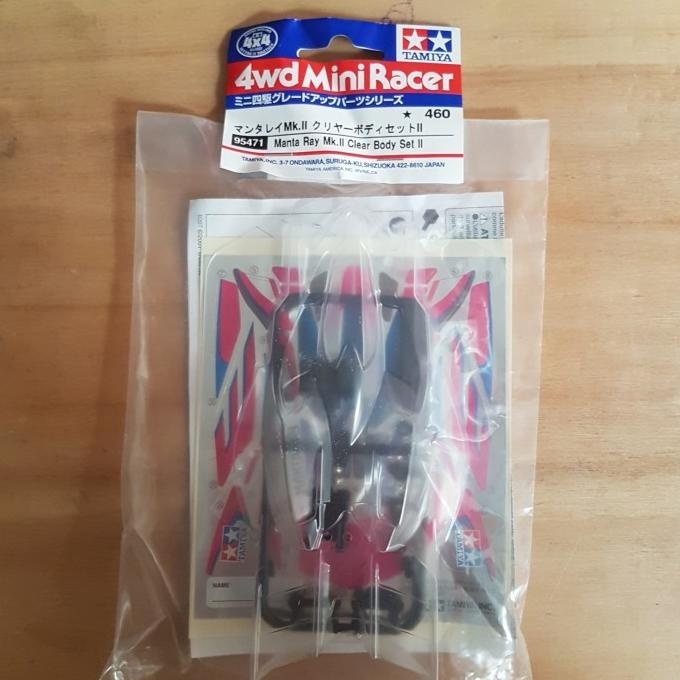 4x4
TAMIYA
4wd Mini Racer
ミニ四駆グレードアップパーツシリーズ
★ 460
マンタレイMk.II クリヤーボディセットII
95471 Manta Ray Mk.II Clear Body Set II
TAMIYA, INC. 3-7 ONDAWARA, SURUGA-KU, SHIZUOKA 422-8610 JAPAN
TAMIYA AMERICA INC. IRVINE, CA
TAMIYA
TAMIYA
NAME
TAMIYA, INC.